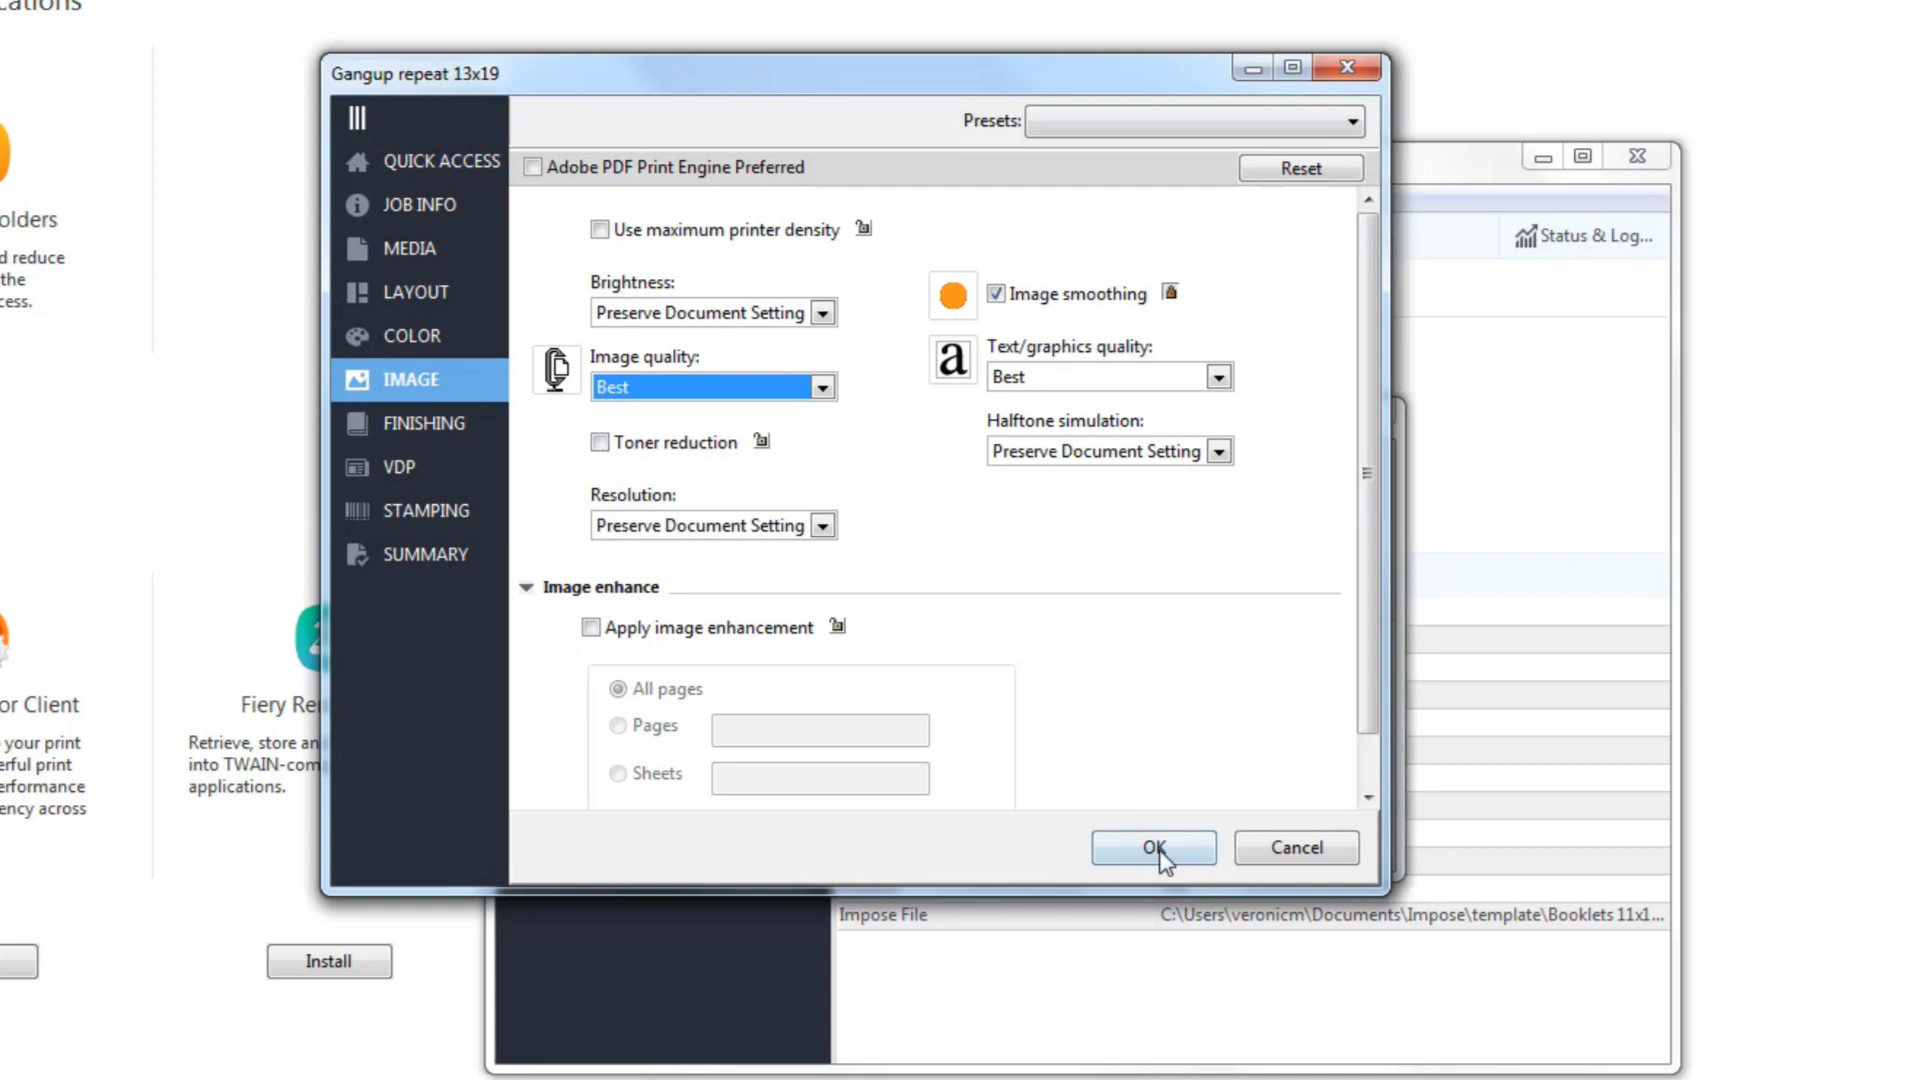 cations
Gangup repeat 13x19
Presets:
QUICK ACCESS
Adobe PDF Print Engine Preferred
Reset
JOB INFO
olders
d reduce
the
cess.
Use maximum printer density
Status & Log...
MEDIA
Brightness:
Preserve Document Setting
Image smoothing
LAYOUT
COLOR
Image quality:
Best
a
Text/graphics quality:
Best
IMAGE
Halftone simulation:
Preserve Document Setting
FINISHING
Toner reduction
VDP
Resolution:
Preserve Document Setting
STAMPING
SUMMARY
Image enhance
Apply image enhancement
All pages
Pages
Sheets
or Client
your print
erful print
erformance
ency across
Fiery Re
Retrieve, store an
into TWAIN-com
applications.
OK
Cancel
Impose File
C:\Users\veronicm\Documents\Impose\template\Booklets 11x1...
Install